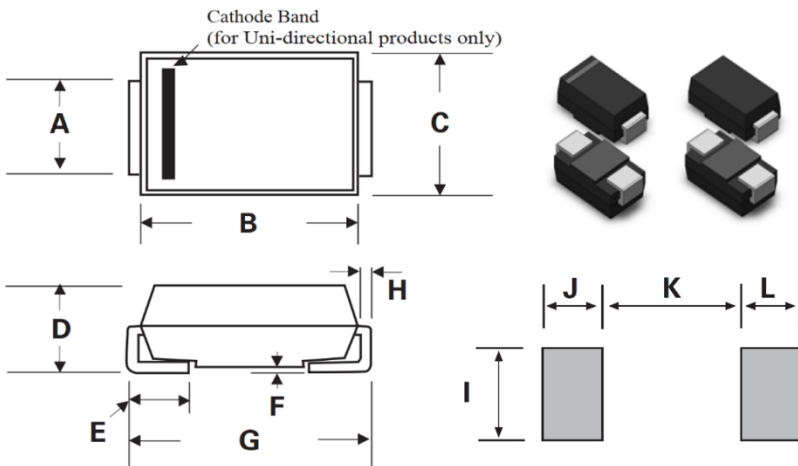 Cathode Band
(for Uni-directional products only)
A
C
B
H
D
F
E
G
J
K
L
I